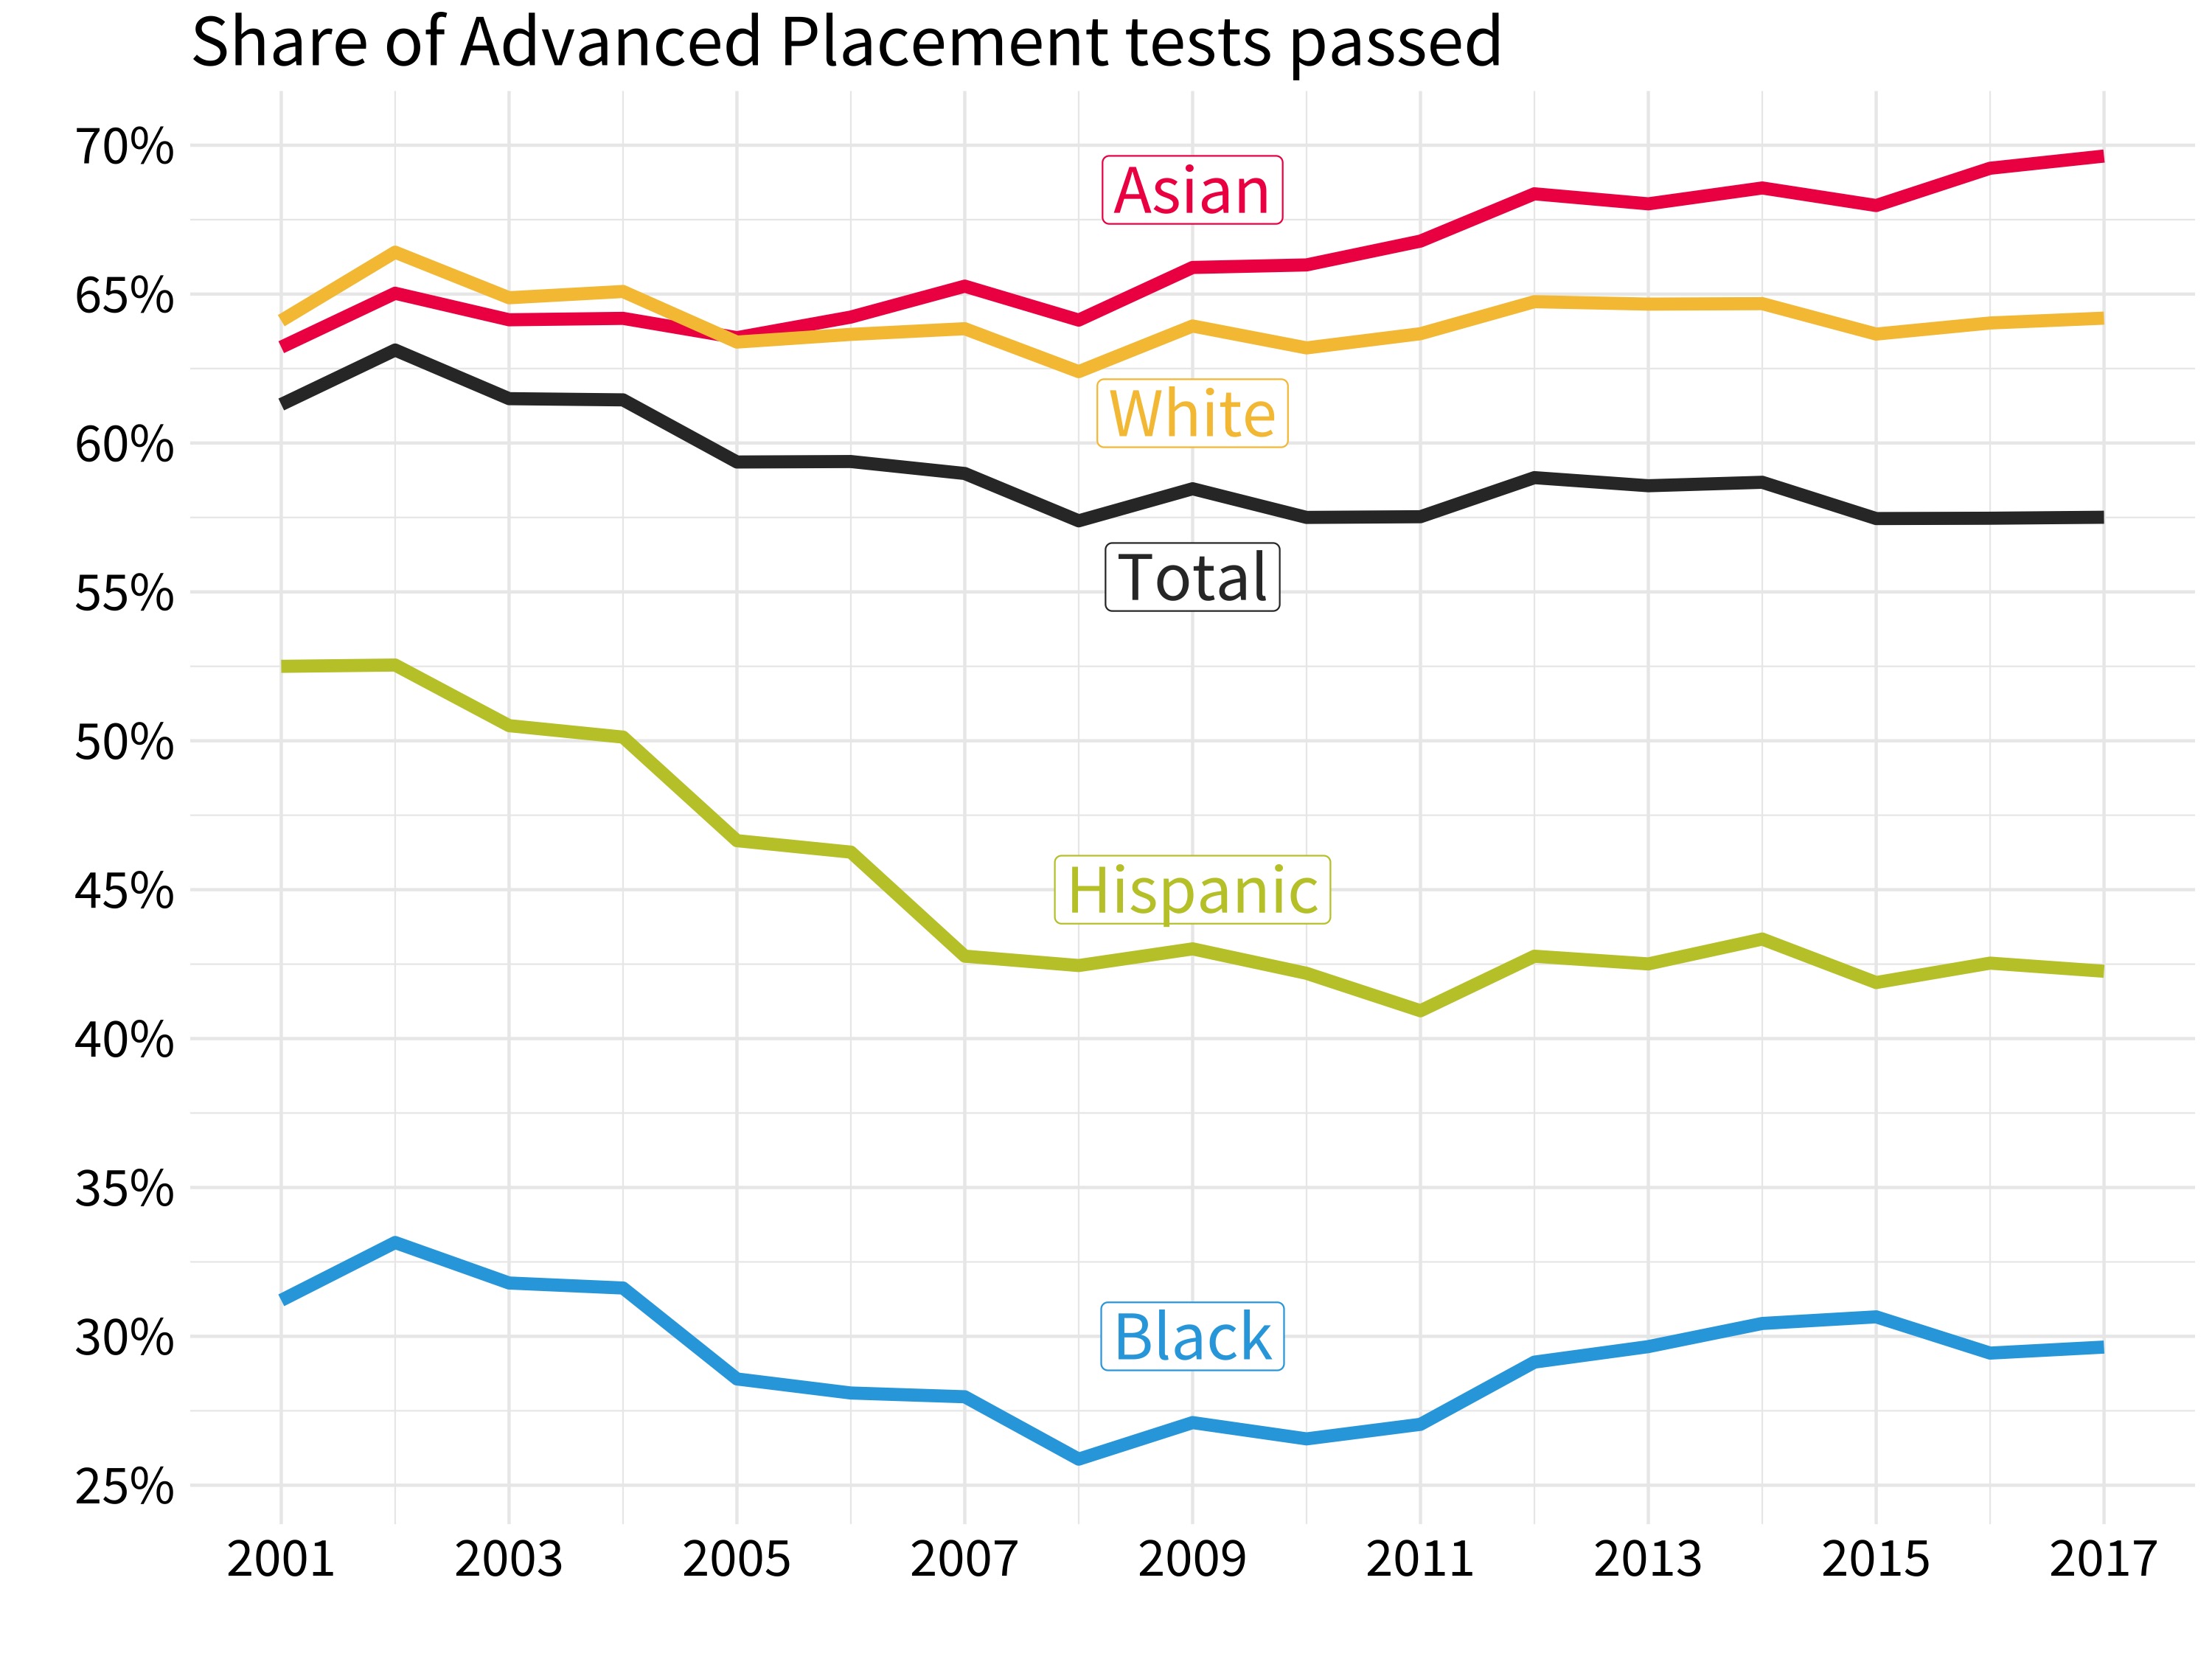 Share of Advanced Placement tests passed
70%
65%
60%
55%
50%
45%
40%
35%
30%
25%
Asian
White
Total
Hispanic
Black
2001 2003 2005 2007 2009 2011 2013 2015 2017